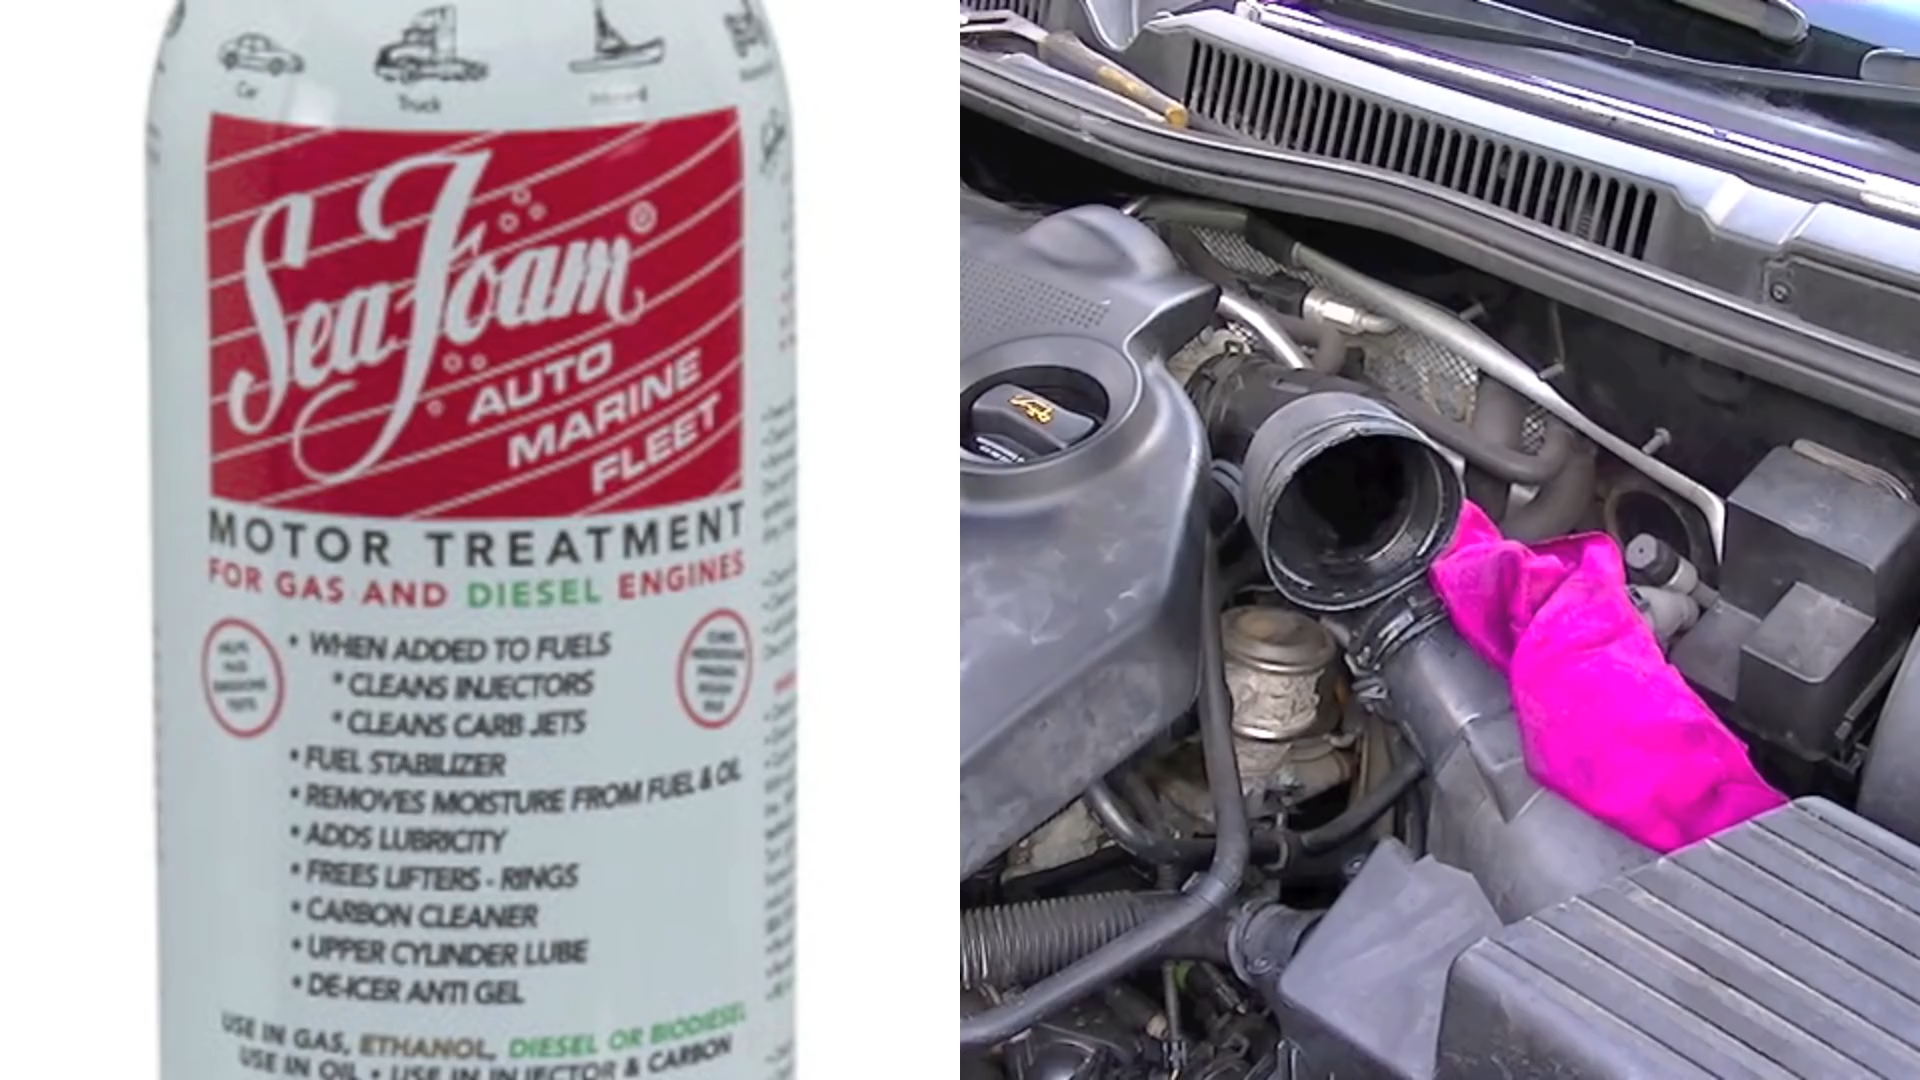 Car
Truck
Sea Foam®
AUTO
MARINE
FLEET
MOTOR TREATMENT
FOR GAS AND DIESEL ENGINES
• WHEN ADDED TO FUELS
* CLEANS INJECTORS
* CLEANS CARB JETS
• FUEL STABILIZER
• REMOVES MOISTURE FROM FUEL & OIL
• ADDS LUBRICITY
• FREES LIFTERS - RINGS
• CARBON CLEANER
• UPPER CYLINDER LUBE
• DE-ICER ANTI GEL
USE IN GAS, ETHANOL, DIESEL OR BIODIESEL
USE IN OIL • USE IN INJECTOR & CARBON